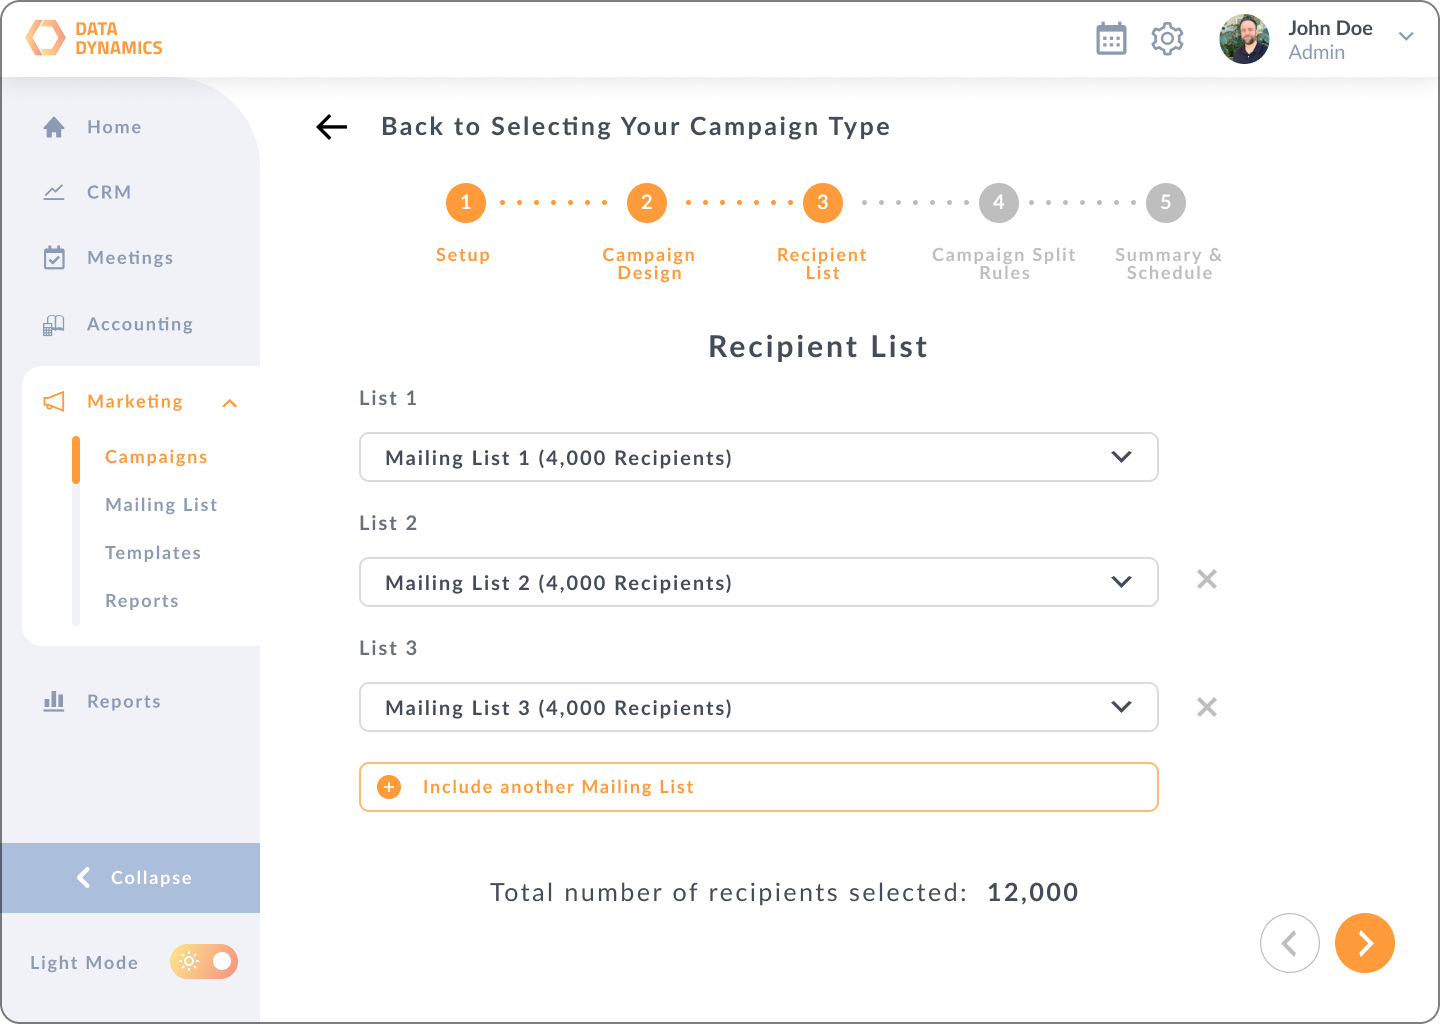 DATA
DYNAMICS
John Doe
Admin
Home
CRM
Meetings
Accounting
Marketing
Campaigns
Mailing List
Templates
Reports
Reports
Collapse
Light Mode
Back to Selecting Your Campaign Type
1
2
3
4
5
Setup
Campaign
Design
Recipient
List
Campaign Split
Rules
Summary &
Schedule
Recipient List
List 1
Mailing List 1 (4,000 Recipients)
List 2
Mailing List 2 (4,000 Recipients)
List 3
Mailing List 3 (4,000 Recipients)
Include another Mailing List
Total number of recipients selected: 12,000